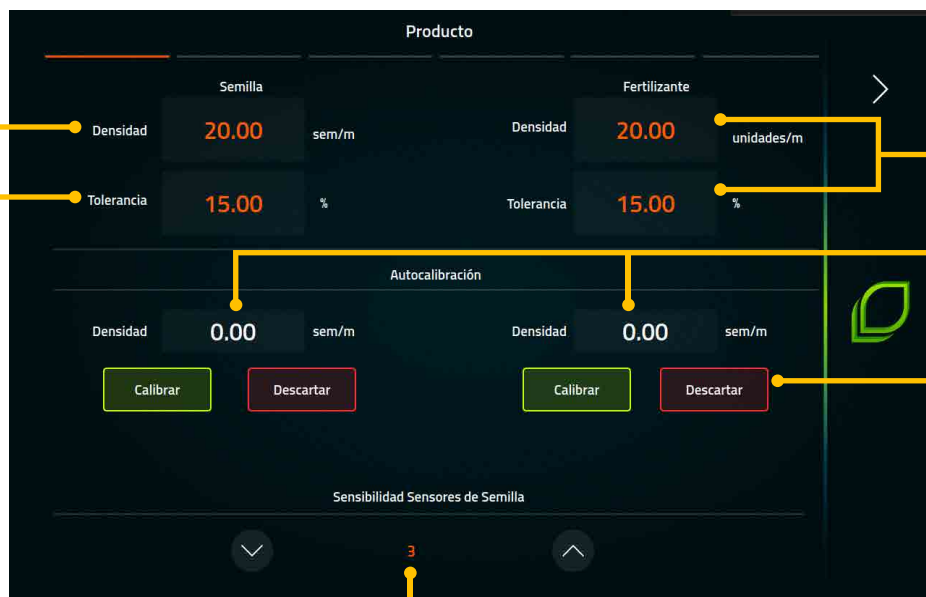 Producto
Semilla Fertilizante
Densidad 20.00 sem/m Densidad 20.00 unidades/m
Tolerancia 15.00 % Tolerancia 15.00 %
Autocalibración
Densidad 0.00 sem/m Densidad 0.00 sem/m
Calibrar Descartar Calibrar Descartar
Sensibilidad Sensores de Semilla
3